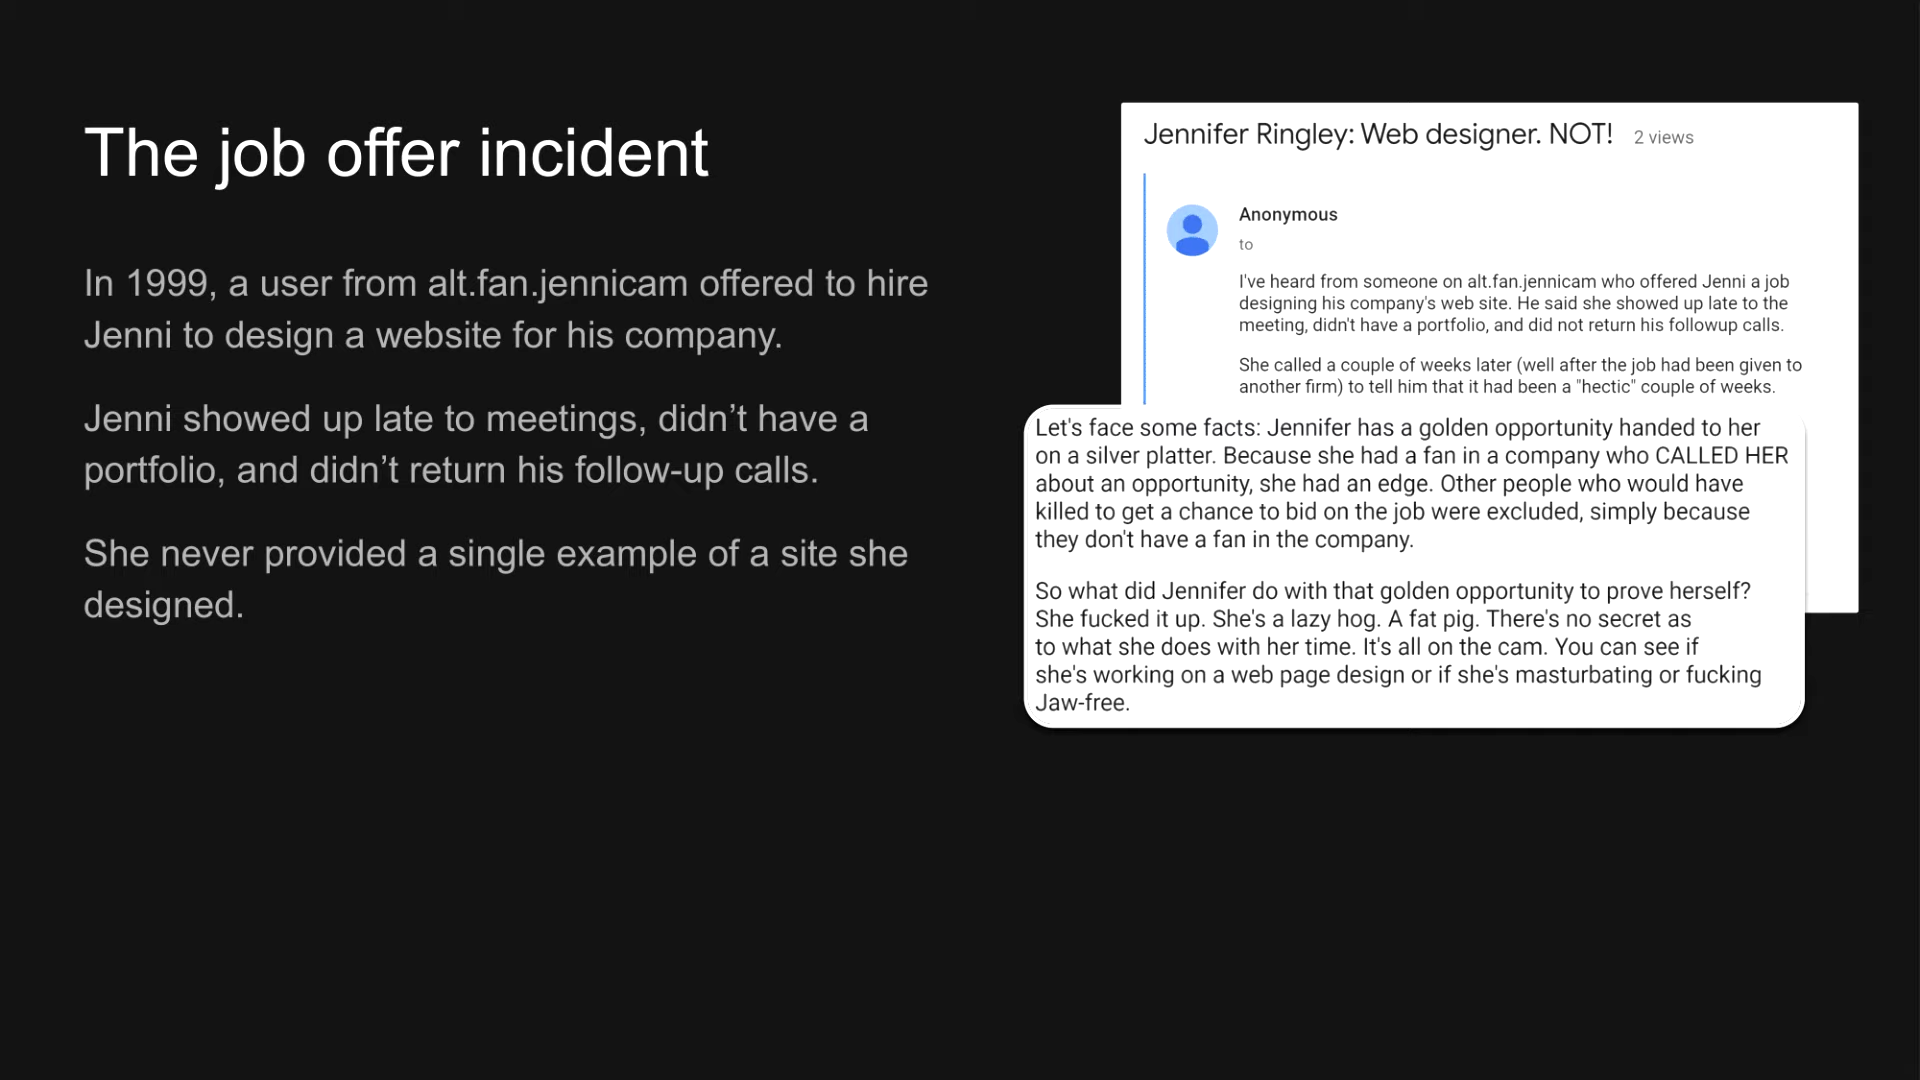 The job offer incident
In 1999, a user from alt.fan.jennicam offered to hire
Jenni to design a website for his company.
Jenni showed up late to meetings, didn’t have a
portfolio, and didn’t return his follow-up calls.
She never provided a single example of a site she
designed.
Jennifer Ringley: Web designer. NOT! 2 views
Anonymous
to
I've heard from someone on alt.fan.jennicam who offered Jenni a job
designing his company's web site. He said she showed up late to the
meeting, didn't have a portfolio, and did not return his followup calls.
She called a couple of weeks later (well after the job had been given to
another firm) to tell him that it had been a "hectic" couple of weeks.
Let's face some facts: Jennifer has a golden opportunity handed to her
on a silver platter. Because she had a fan in a company who CALLED HER
about an opportunity, she had an edge. Other people who would have
killed to get a chance to bid on the job were excluded, simply because
they don't have a fan in the company.
So what did Jennifer do with that golden opportunity to prove herself?
She fucked it up. She's a lazy hog. A fat pig. There's no secret as
to what she does with her time. It's all on the cam. You can see if
she's working on a web page design or if she's masturbating or fucking
Jaw-free.